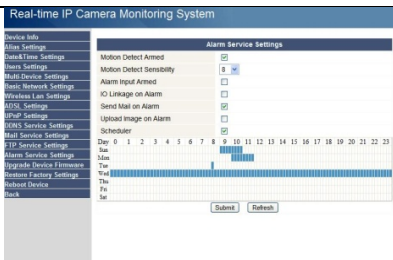 Real-time IP Camera Monitoring System
Device Info
Alias Settings
Date&Time Settings
Users Settings
Multi-Device Settings
Basic Network Settings
Wireless Lan Settings
ADSL Settings
UPnP Settings
DDNS Service Settings
Mail Service Settings
FTP Service Settings
Alarm Service Settings
Upgrade Device Firmware
Restore Factory Settings
Reboot Device
Back
Alarm Service Settings
Motion Detect Armed
Motion Detect Sensibility 8
Alarm Input Armed
IO Linkage on Alarm
Send Mail on Alarm
Upload Image on Alarm
Scheduler
Day 0 1 2 3 4 5 6 7 8 9 10 11 12 13 14 15 16 17 18 19 20 21 22 23
Sun
Mon
Tue
Wed
Thu
Fri
Sat
Submit Refresh